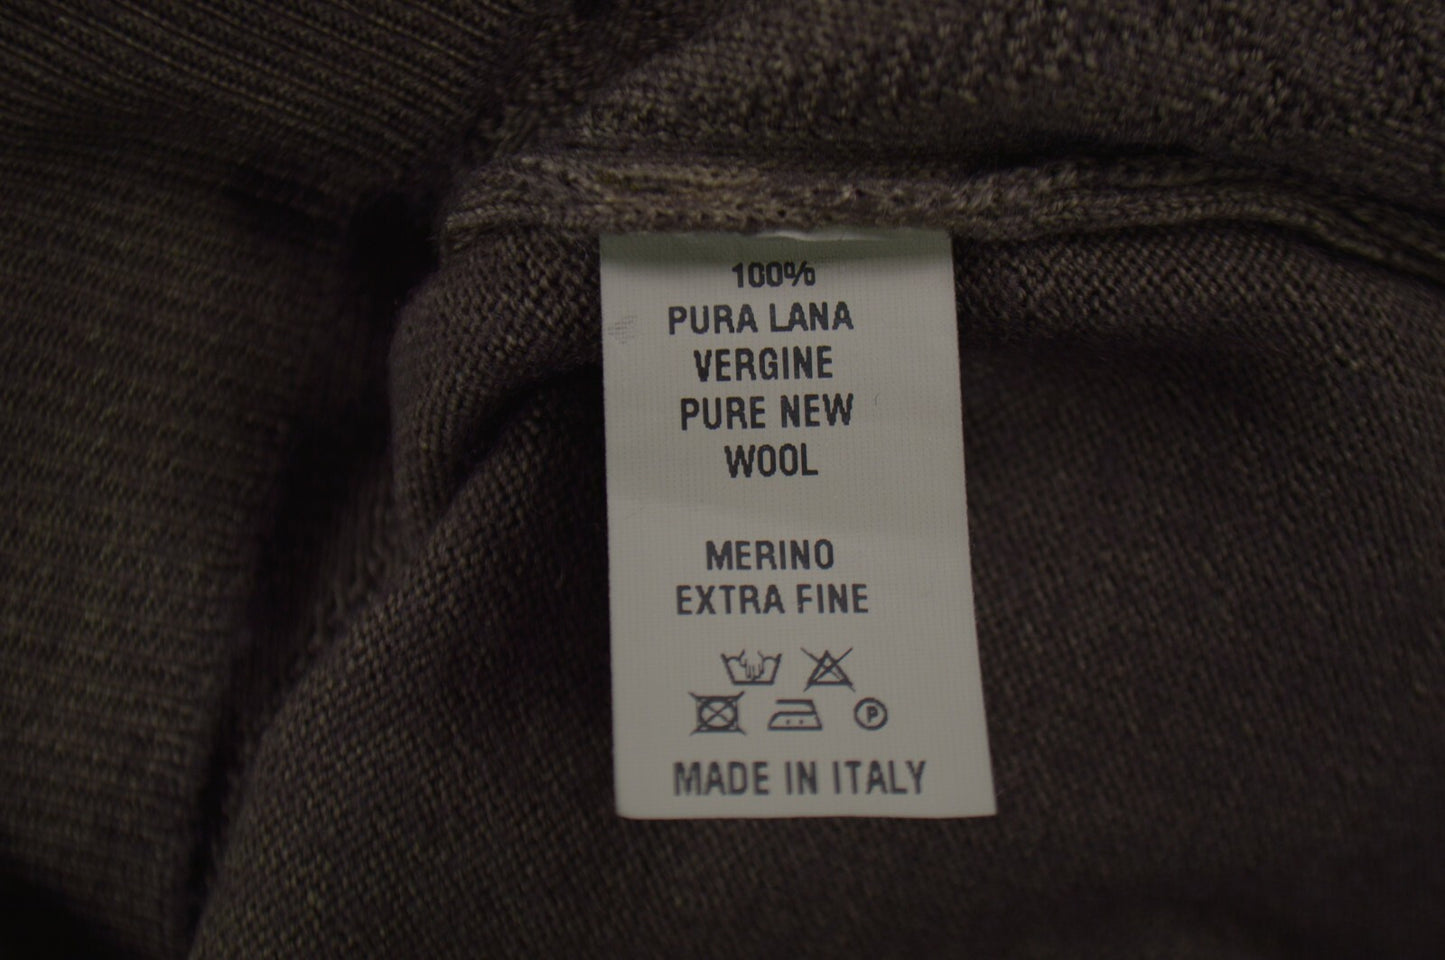 100%
PURA LANA
VERGINE
PURE NEW
WOOL
MERINO
EXTRA FINE
P
MADE IN ITALY